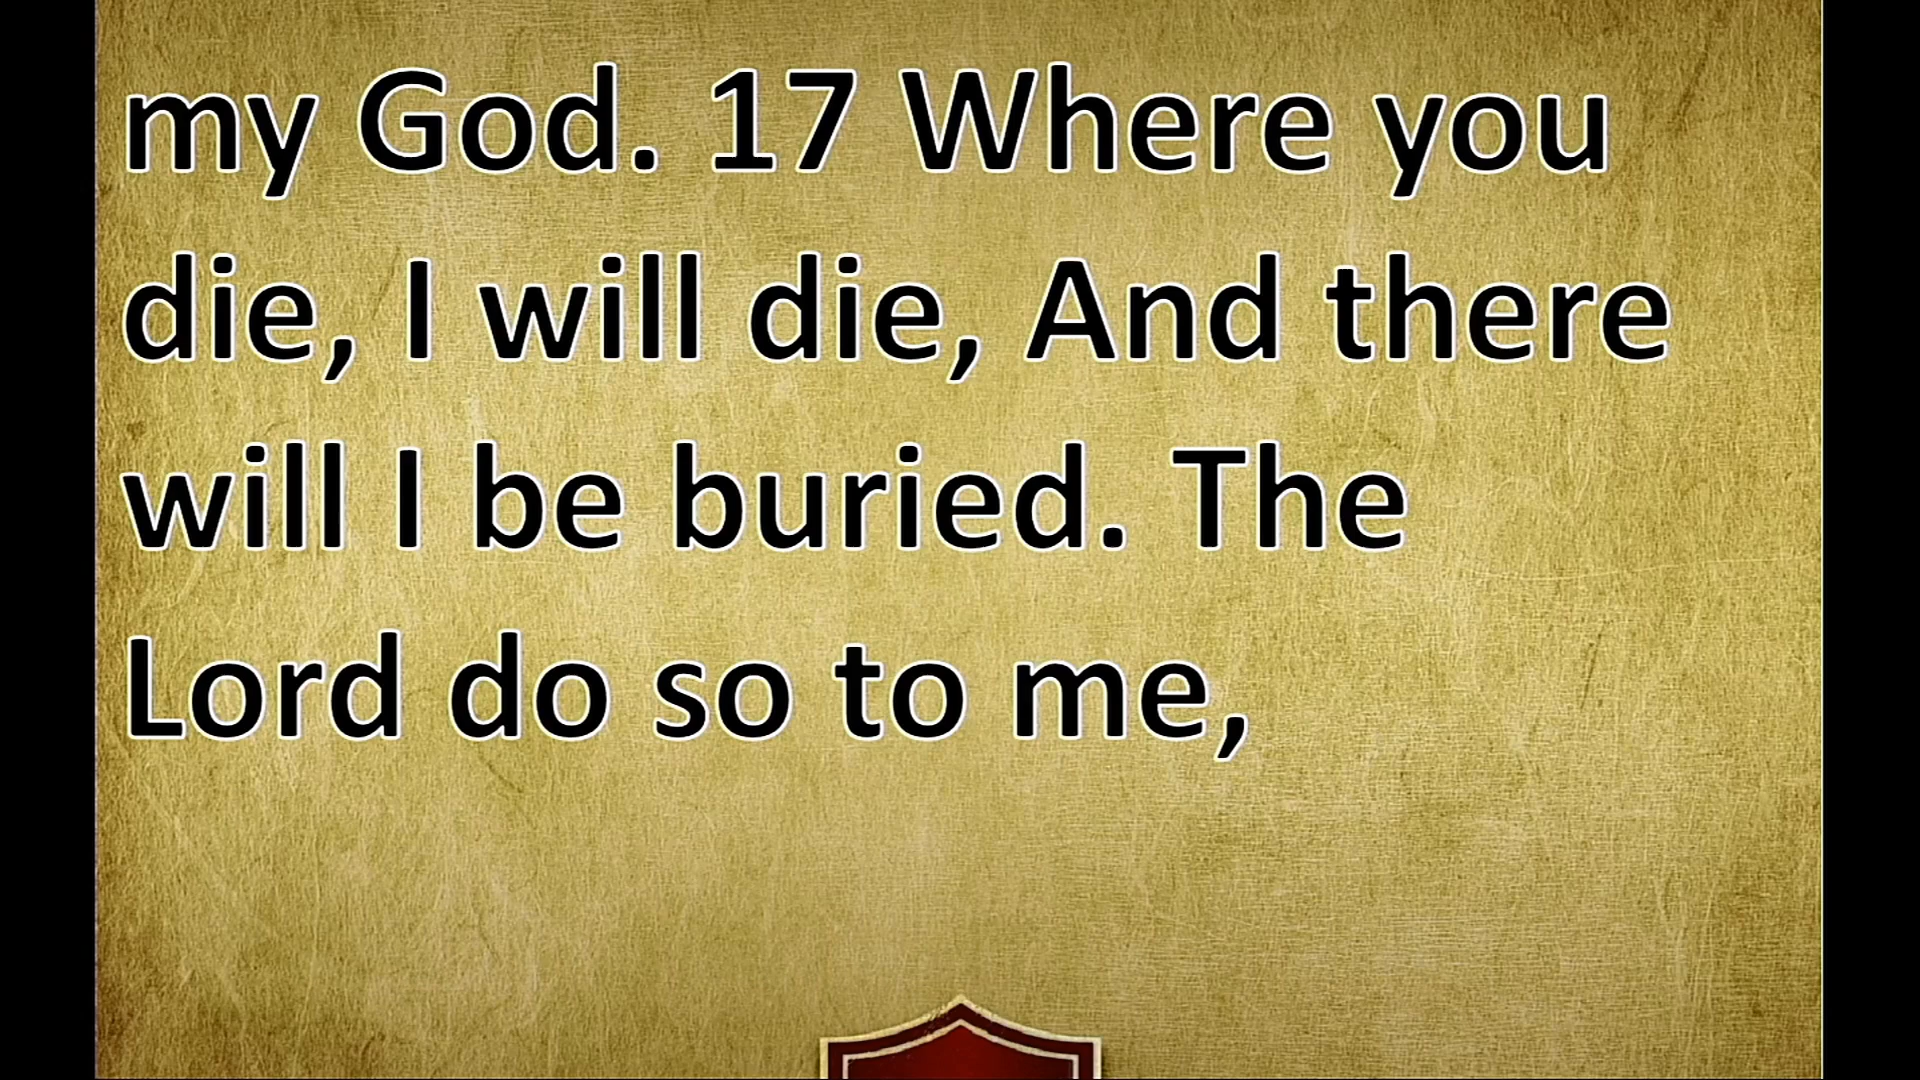 my God. 17 Where you
die, I will die, And there
will I be buried. The
Lord do so to me,